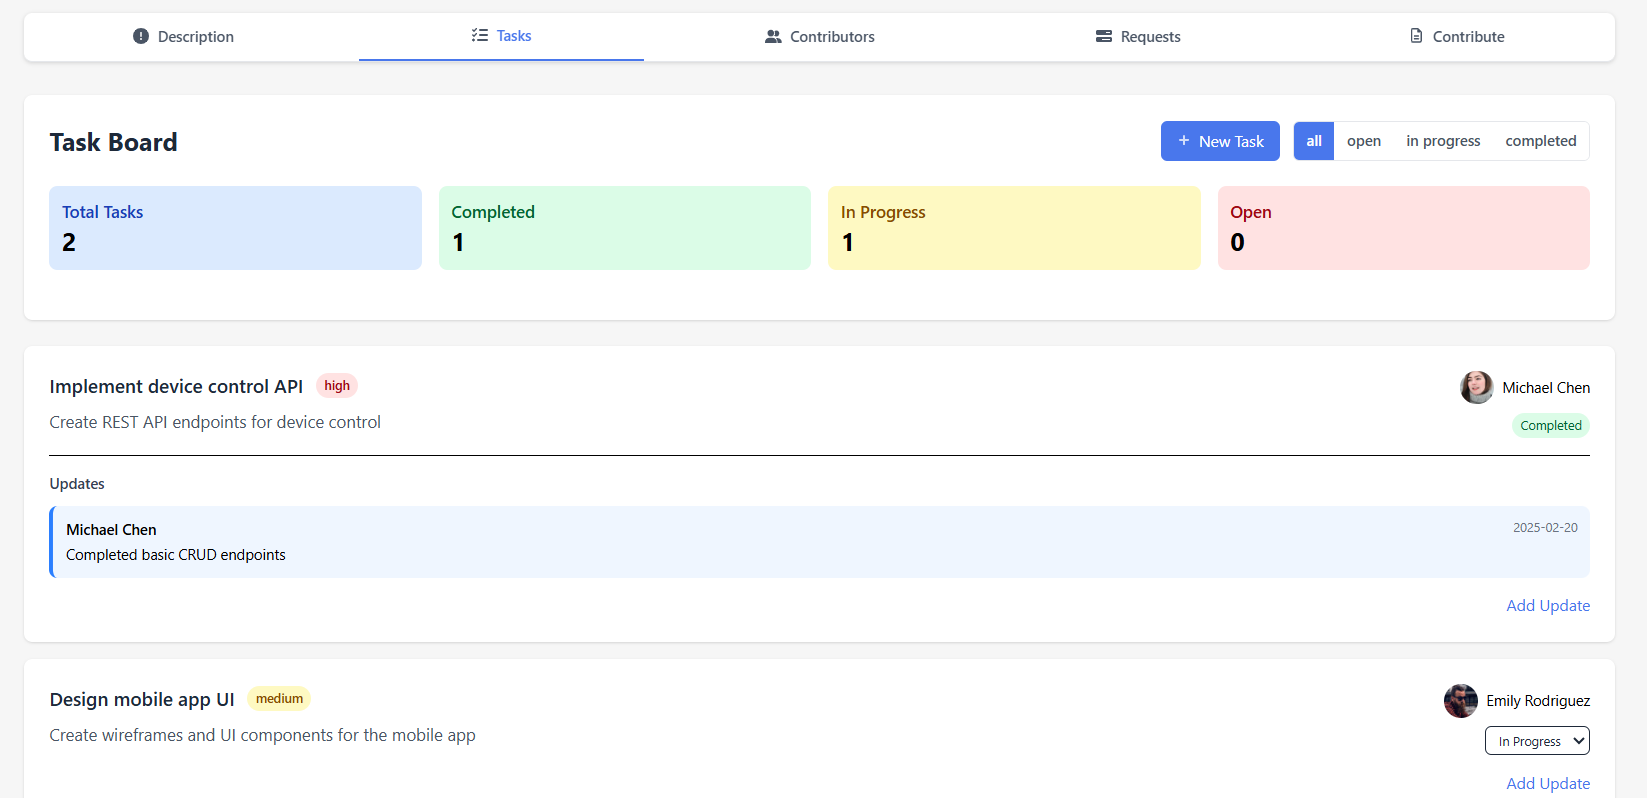 Description
Tasks
Contributors
Requests
Contribute
Task Board
+ New Task
all
open
in progress
completed
Total Tasks
2
Completed
1
In Progress
1
Open
0
Implement device control API
high
Michael Chen
Create REST API endpoints for device control
Completed
Updates
Michael Chen
2025-02-20
Completed basic CRUD endpoints
Add Update
Design mobile app UI
medium
Emily Rodriguez
Create wireframes and UI components for the mobile app
In Progress
Add Update